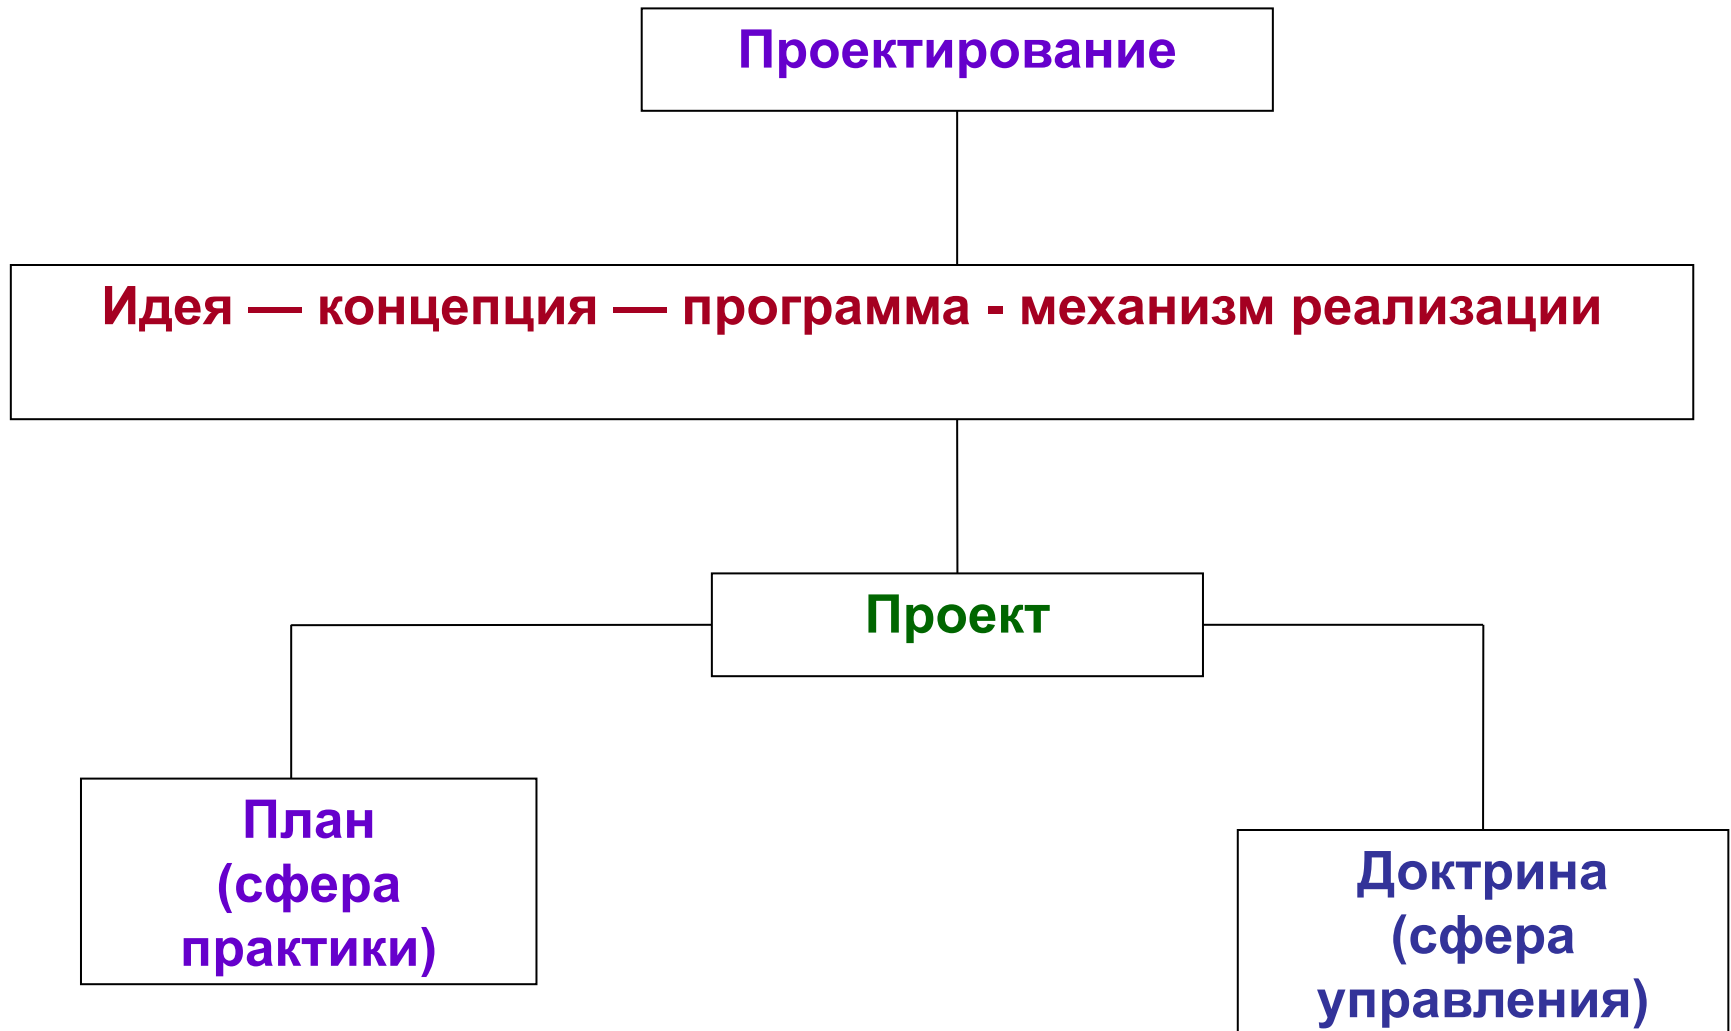 Проектирование
Идея — концепция — программа - механизм реализации
Проект
План
(сфера
практики)
Доктрина
(сфера
управления)